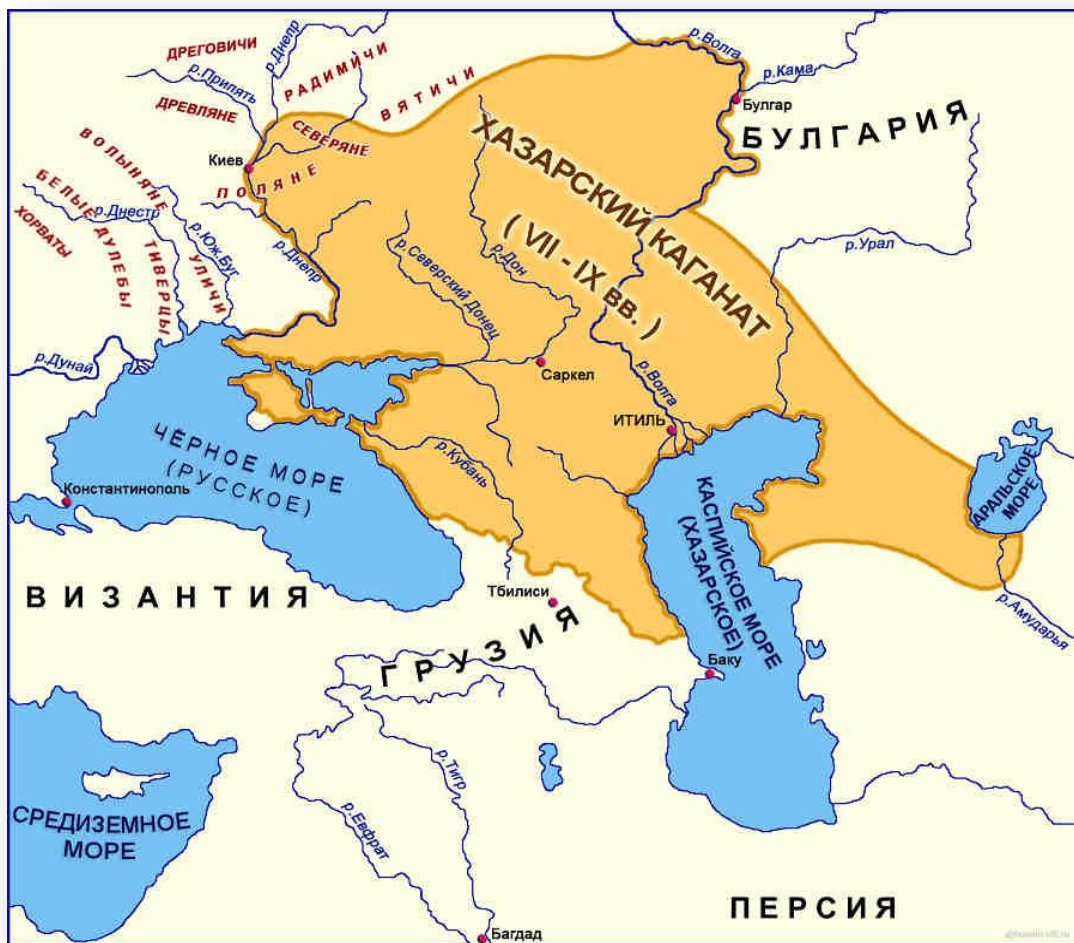 р.Волга
р.Днепр
ДРЕГОВИЧИ
р.Припять
РАДИМИЧИ
ВЯТИЧИ
р.Кама
Булгар
БУЛГАРИЯ
ДРЕВЛЯНЕ
СЕВЕРЯНЕ
Киев
ПОЛЯНЕ
ВОЛЫНЯНЕ
БЕЛЫЕ
ХОРВАТЫ
р.Днестр
ДУЛЕБЫ
ТИВЕРЦЫ
УЛИЧИ
р.Юж.Буг
р.Днепр
р.Северский Донец
р.Дон
ХАЗАРСКИЙ КАГАНАТ
( VII - IX вв. )
р.Урал
р.Дунай
Саркел
р.Волга
ИТИЛЬ
ЧЁРНОЕ МОРЕ
(РУССКОЕ)
р.Кубань
Константинополь
КАСПИЙСКОЕ МОРЕ
(ХАЗАРСКОЕ)
АРАЛЬСКОЕ
МОРЕ
р.Амударья
ВИЗАНТИЯ
Тбилиси
ГРУЗИЯ
Баку
р.Тигр
р.Евфрат
СРЕДИЗЕМНОЕ
МОРЕ
ПЕРСИЯ
Багдад